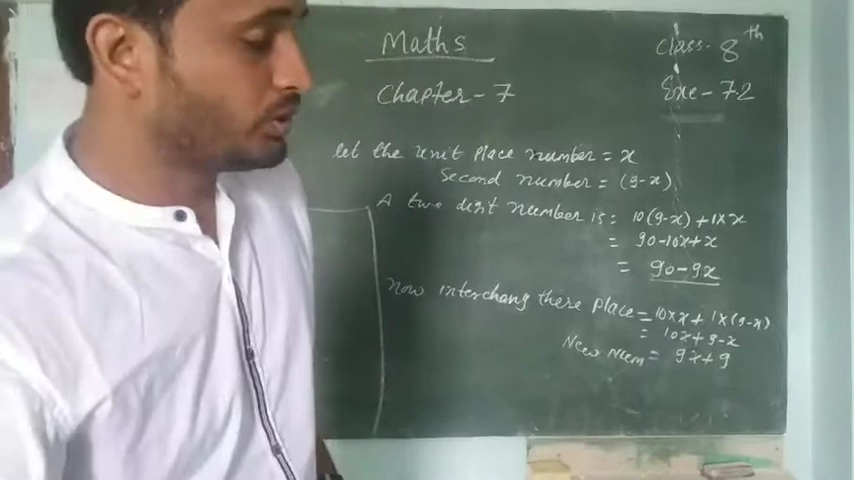 Maths
Class- 8th
Chapter-7
Exe-7.2
let the Unit Place number = x
Second number = (9-x)
A two digit number is = 10(9-x)+1×x
= 90-10x+x
= 90-9x
Now interchang there place = 10×x+1×(9-x)
= 10x+9-x
New Num = 9x+9